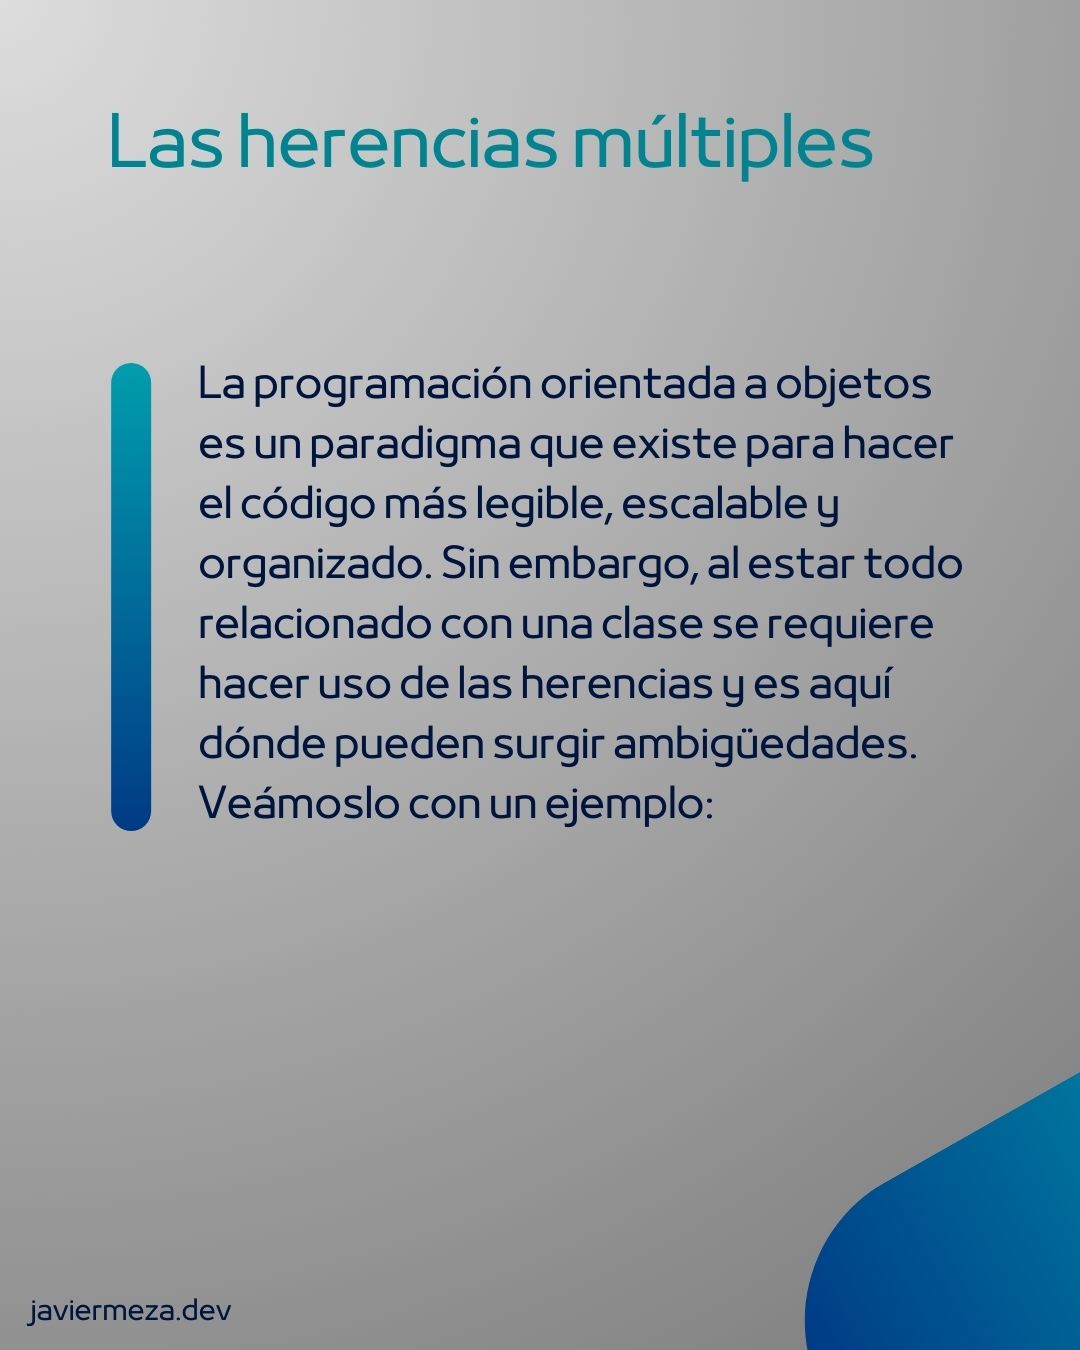 Las herencias múltiples
La programación orientada a objetos
es un paradigma que existe para hacer
el código más legible, escalable y
organizado. Sin embargo, al estar todo
relacionado con una clase se requiere
hacer uso de las herencias y es aquí
dónde pueden surgir ambigüedades.
Veámoslo con un ejemplo:
javiermeza.dev